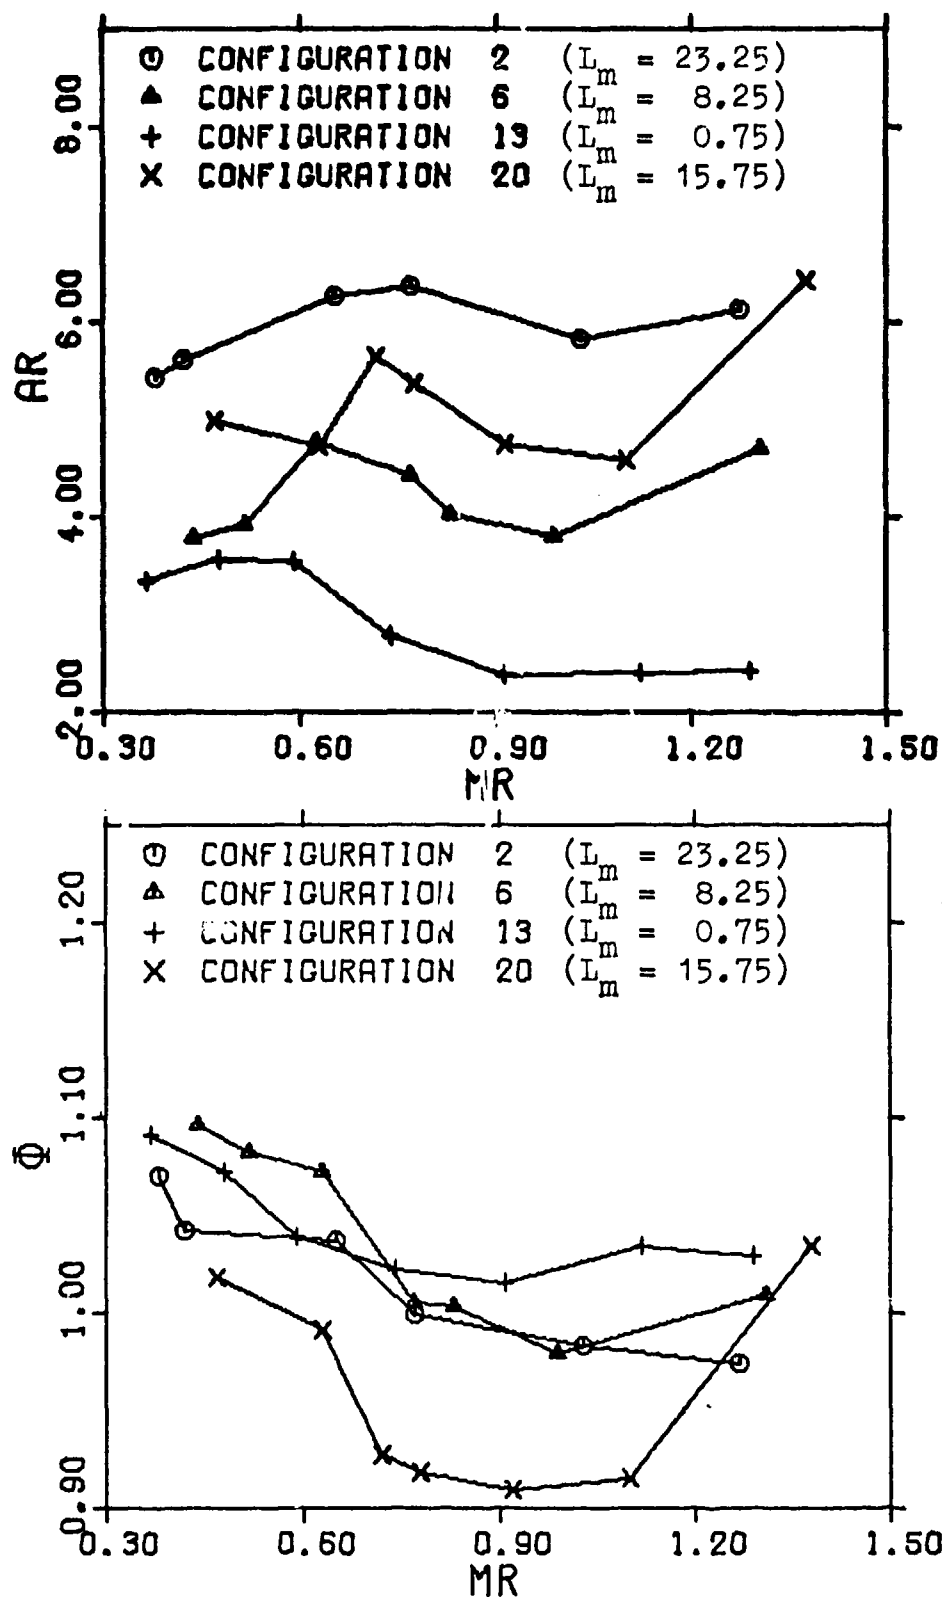 CONFIGURATION 2 (Lm = 23.25)
CONFIGURATION 6 (Lm = 8.25)
CONFIGURATION 13 (Lm = 0.75)
CONFIGURATION 20 (Lm = 15.75)
8.00
6.00
4.00
2.00
AR
0.30 0.60 0.90 1.20 1.50
MR
CONFIGURATION 2 (Lm = 23.25)
CONFIGURATION 6 (Lm = 8.25)
CONFIGURATION 13 (Lm = 0.75)
CONFIGURATION 20 (Lm = 15.75)
1.20
1.10
1.00
0.90
Φ
0.30 0.60 0.90 1.20 1.50
MR